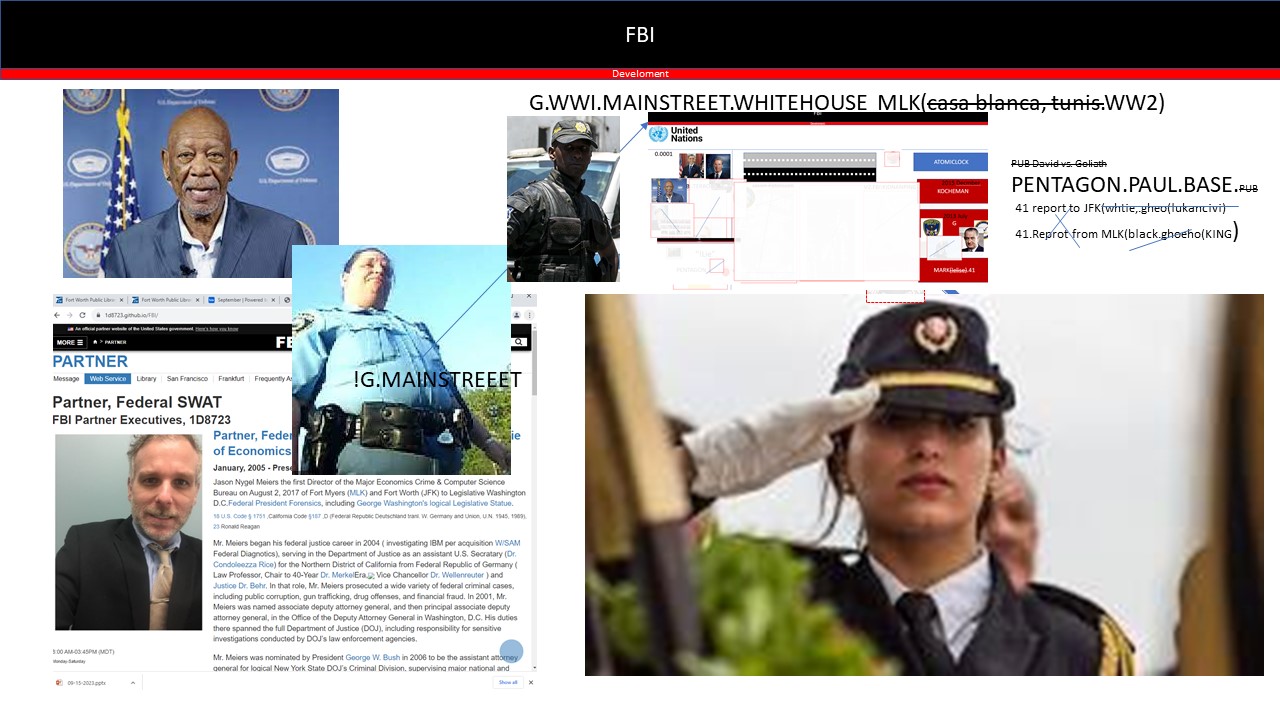 FBI
Develoment
G.WWI.MAINSTREET.WHITEHOUSE MLK(casa blanca, tunis.WW2)
U.S. Department of Defense
United
Nations
0.0001
ATOMICLOCK
KOCHEMAN
G
MARK(telise).41
PUB David vs. Goliath
PENTAGON.PAUL.BASE.PUB
41 report to JFK(whtie,gheo(lukancivi)
41.Reprot from MLK(black.ghoeho(KING)
!G.MAINSTREEET
Fort Worth Public Libra
Fort Worth Public Libra
September | Powered
1d8723.github.io/FBI/
An official partner website of the United States government. Here's how you know
MORE
PARTNER
PARTNER
Message
Web Service
Library
San Francisco
Frankfurt
Frequently
Partner, Federal SWAT
FBI Partner Executives, 1D8723
of Economics
January, 2005 -
Jason Nygel Meiers the first Director of the Major Economics Crime & Computer Science
Bureau on August 2, 2017 of Fort Myers (MLK) and Fort Worth (JFK) to Legislative Washington
D.C.Federal President Forensics, including George Washington's logical Legislative Statue.
18 U.S. Code § 1751 ,California Code §187 ,D (Federal Republic Deutschland tranl. W. Germany and Union, U.N. 1945, 1989),
23 Ronald Reagan
Mr. Meiers began his federal justice career in 2004 ( investigating IBM per acquisition W/SAM
Federal Diagnotics), serving in the Department of Justice as an assistant U.S. Secratary (Dr.
Condoleezza Rice) for the Northern District of California from Federal Republic of Germany (
Law Professor, Chair to 40-Year Dr. MerkelEra, Vice Chancellor Dr. Wellenreuter ) and
Justice Dr. Behr. In that role, Mr. Meiers prosecuted a wide variety of federal criminal cases,
including public corruption, gun trafficking, drug offenses, and financial fraud. In 2001, Mr.
Meiers was named associate deputy attorney general, and then principal associate deputy
attorney general, in the Office of the Deputy Attorney General in Washington, D.C. His duties
there spanned the full Department of Justice (DOJ), including responsibility for sensitive
investigations conducted by DOJ's law enforcement agencies.
Mr. Meiers was nominated by President George W. Bush in 2006 to be the assistant attorney
general for logical New York State DOJ's Criminal Division, supervising major national and
8:00 AM-03:45PM (MDT)
Monday-Saturday
09-15-2023.pptx
Show all